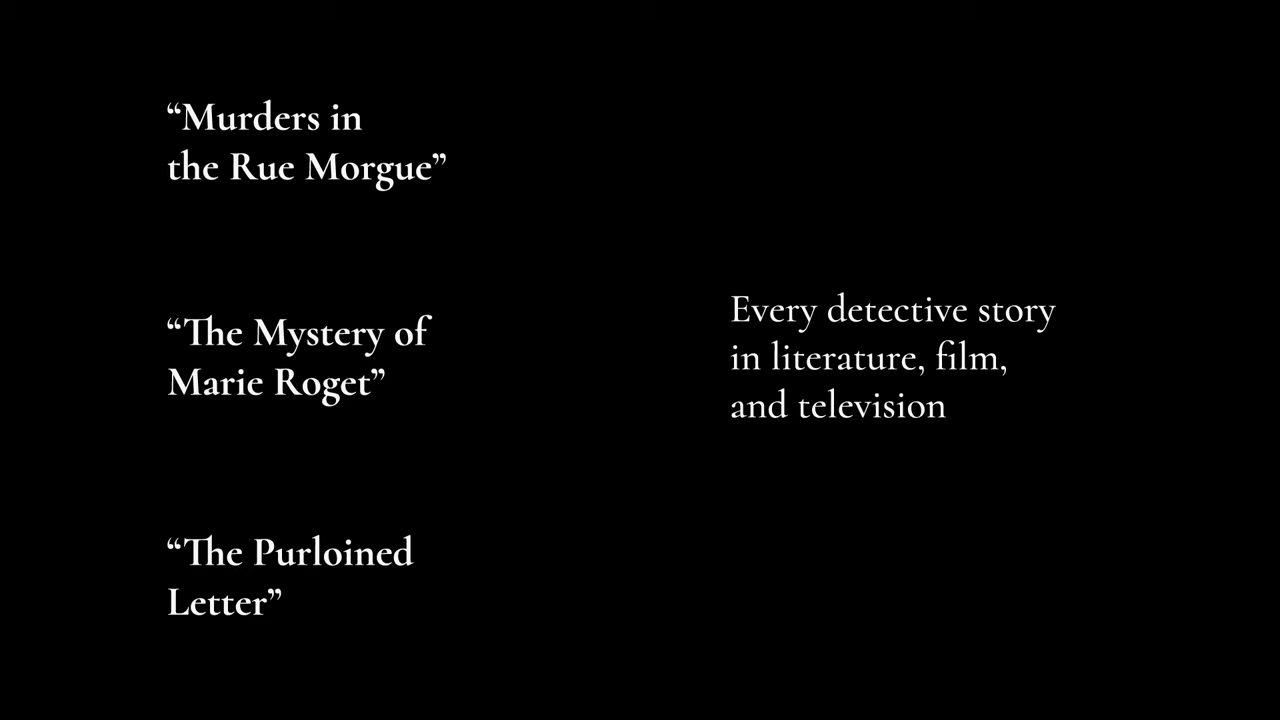 “Murders in
the Rue Morgue”
“The Mystery of
Marie Roget”
“The Purloined
Letter”
Every detective story
in literature, film,
and television